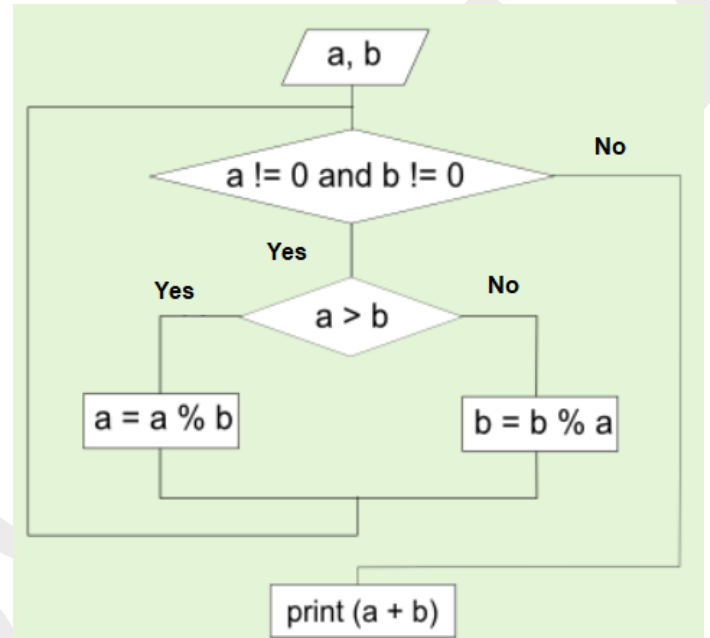 a, b
No
a != 0 and b != 0
Yes
Yes
No
a > b
a = a % b
b = b % a
print (a + b)